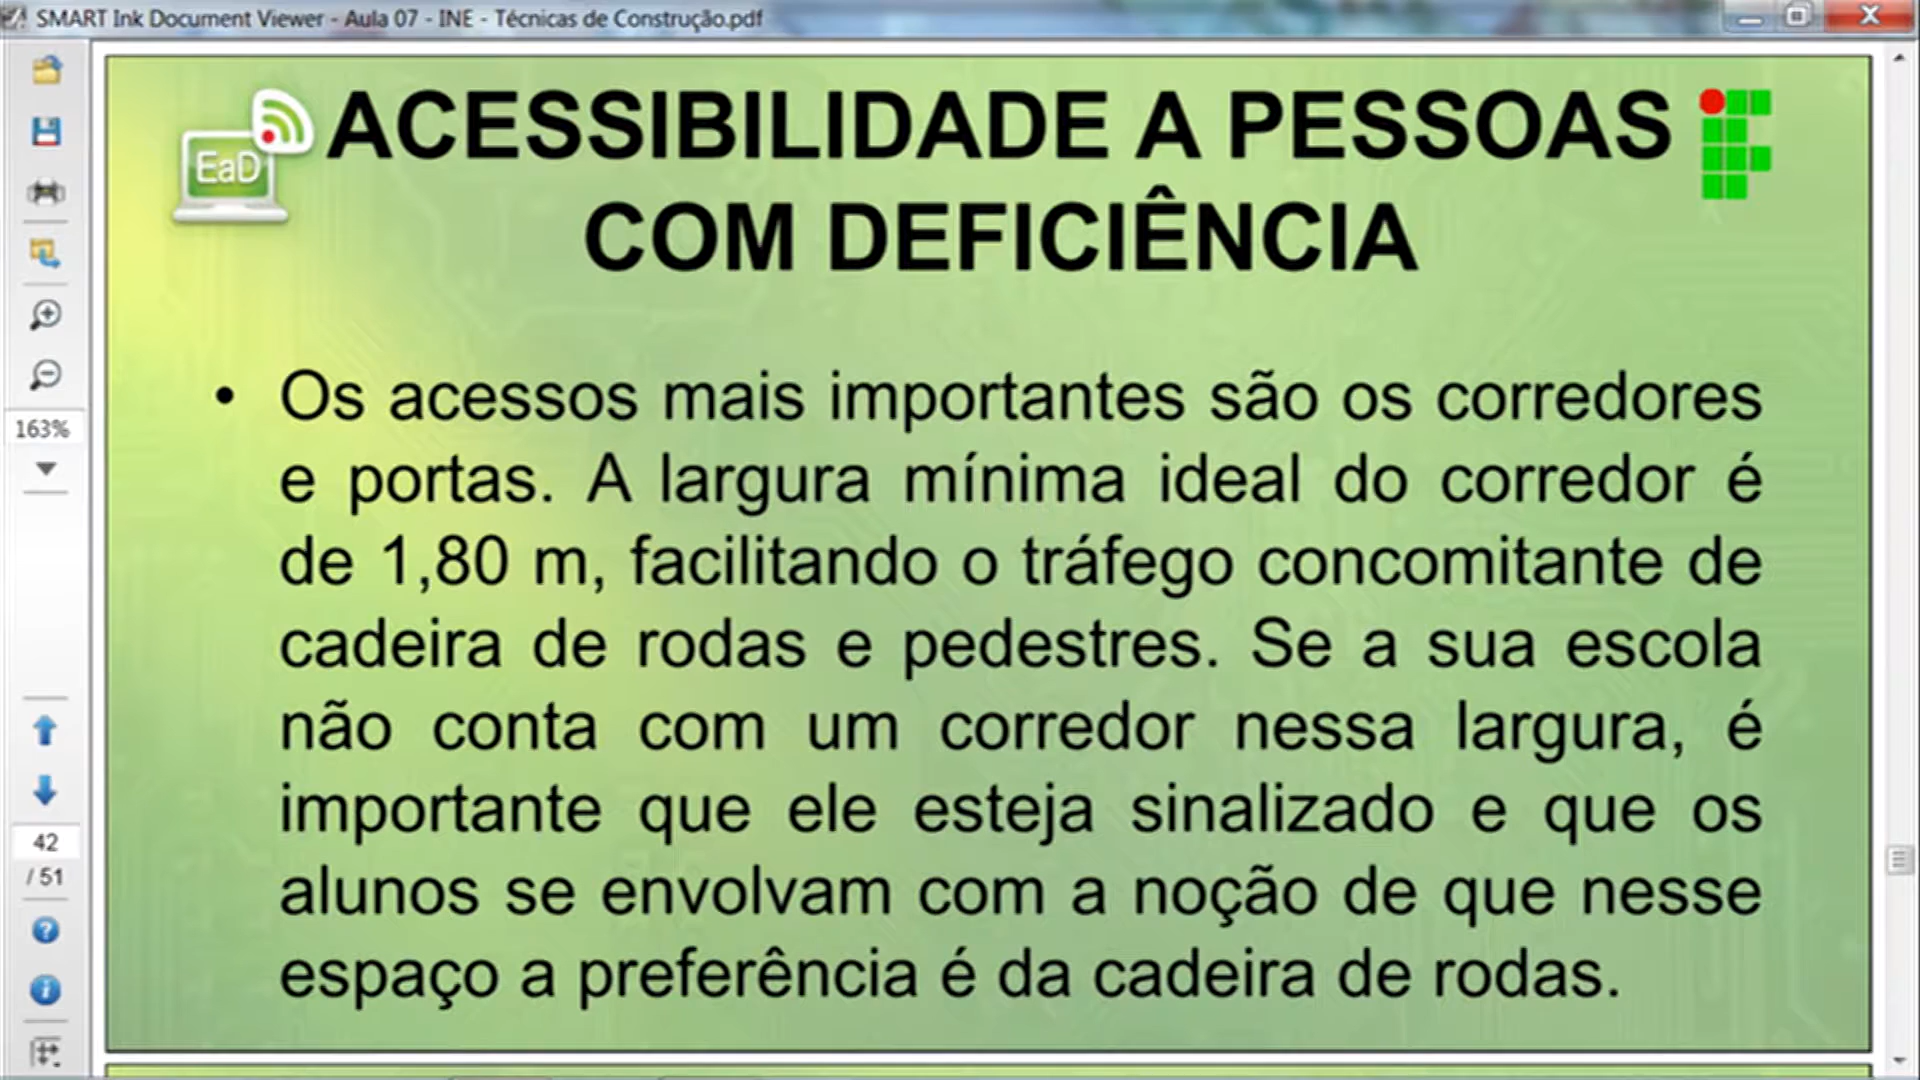 SMART Ink Document Viewer - Aula 07 - INE - Técnicas de Construção.pdf
EaD
ACESSIBILIDADE A PESSOAS
COM DEFICIÊNCIA
• Os acessos mais importantes são os corredores
e portas. A largura mínima ideal do corredor é
de 1,80 m, facilitando o tráfego concomitante de
cadeira de rodas e pedestres. Se a sua escola
não conta com um corredor nessa largura, é
importante que ele esteja sinalizado e que os
alunos se envolvam com a noção de que nesse
espaço a preferência é da cadeira de rodas.
163%
42
/ 51